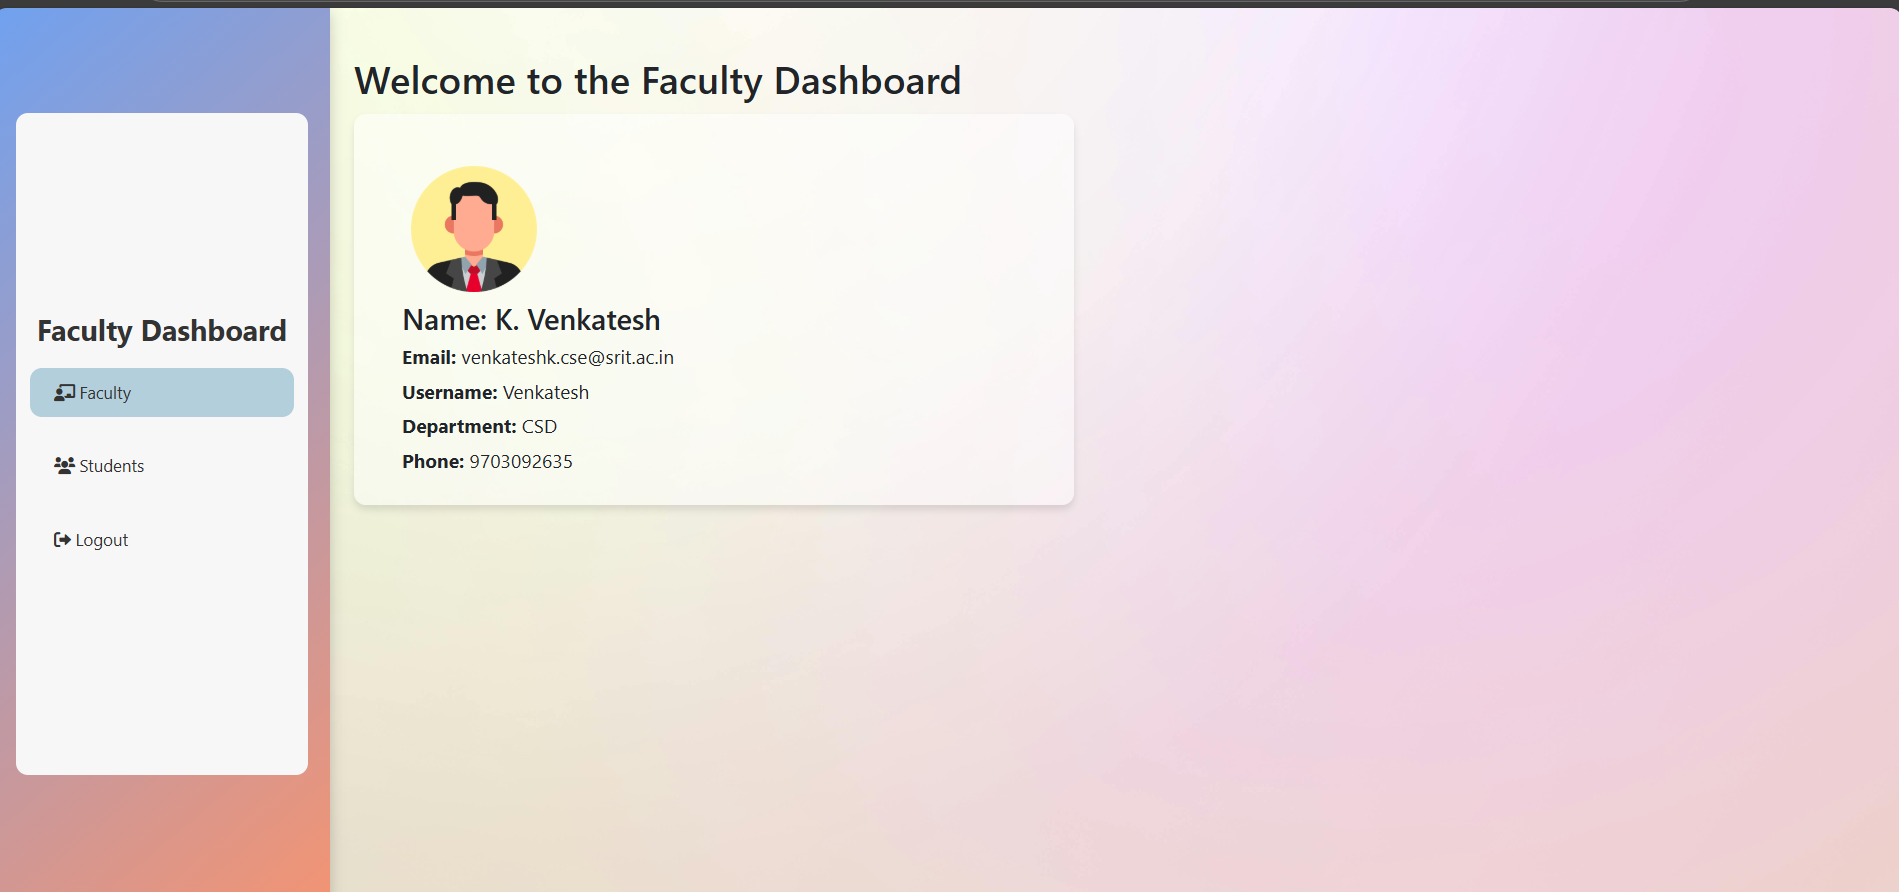 Faculty Dashboard
Faculty
Students
Logout
Welcome to the Faculty Dashboard
Name: K. Venkatesh
Email: venkateshk.cse@srit.ac.in
Username: Venkatesh
Department: CSD
Phone: 9703092635